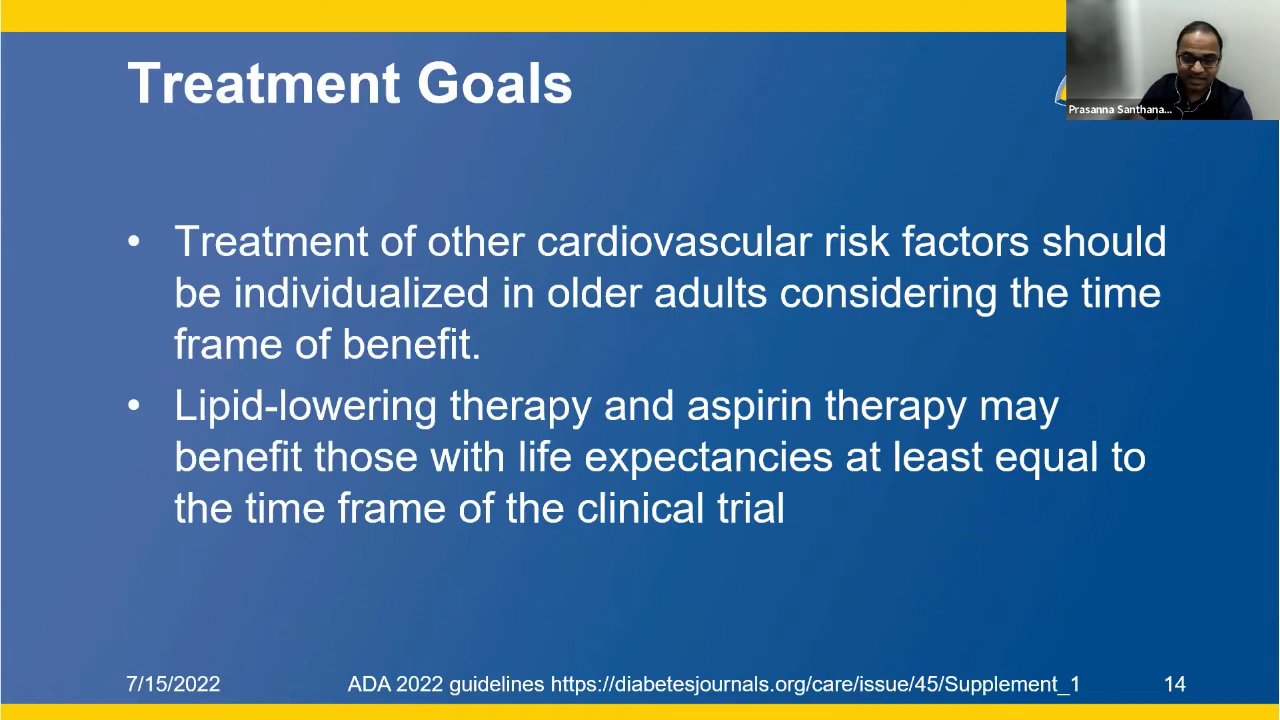 Treatment Goals
Prasanna Santhana...
• Treatment of other cardiovascular risk factors should
be individualized in older adults considering the time
frame of benefit.
• Lipid-lowering therapy and aspirin therapy may
benefit those with life expectancies at least equal to
the time frame of the clinical trial
7/15/2022 ADA 2022 guidelines https://diabetesjournals.org/care/issue/45/Supplement_1 14